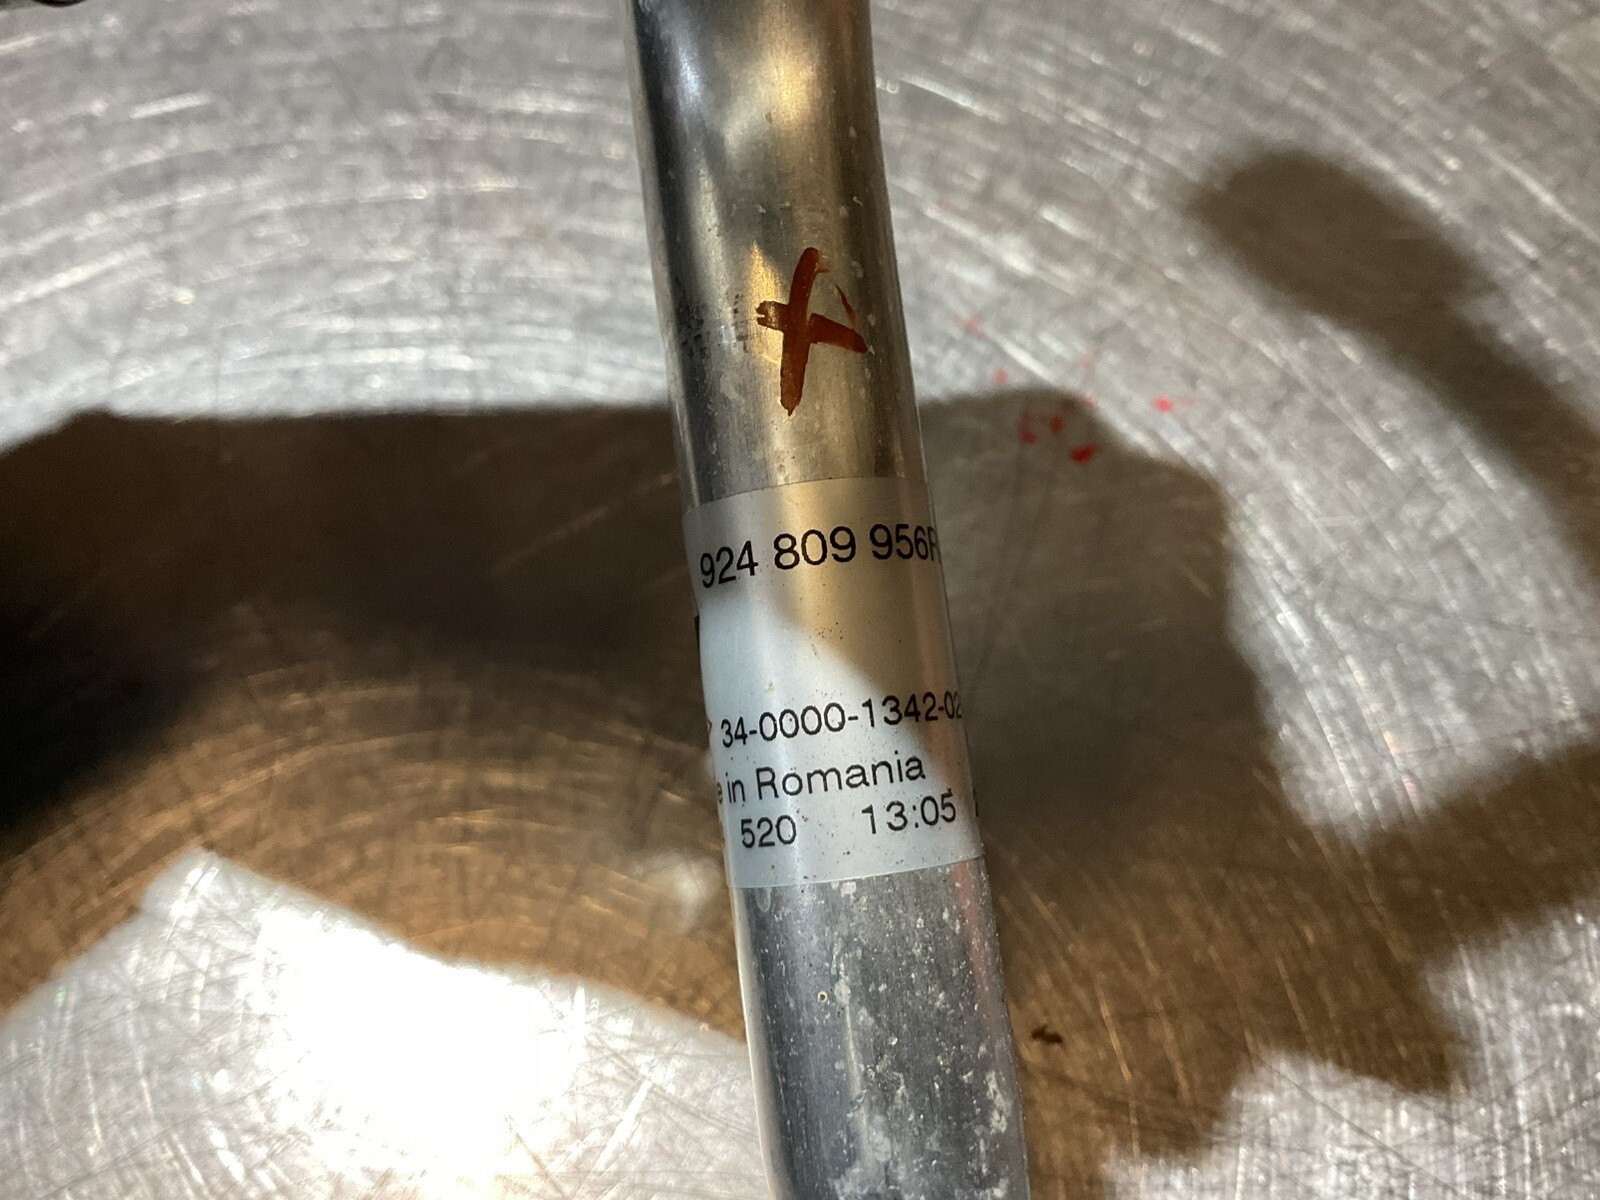 924 809 956R
34-0000-1342-02
e in Romania
520 13:05